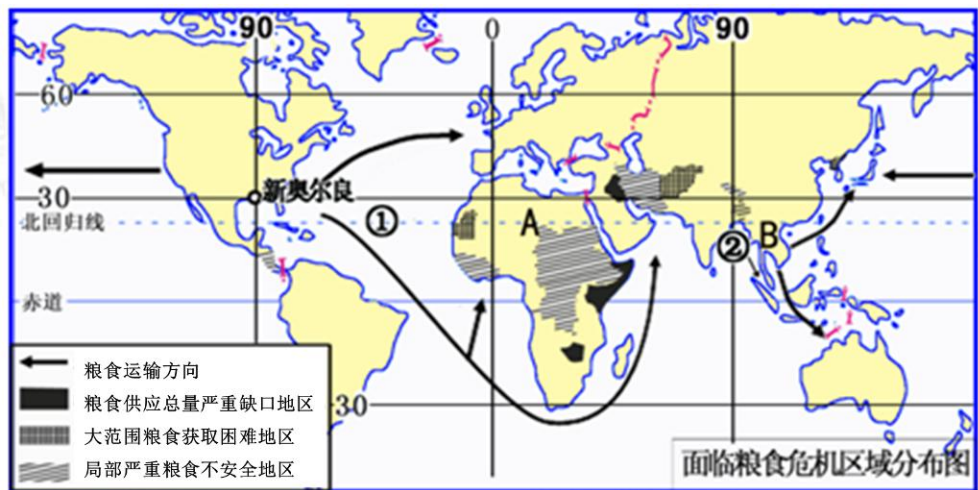 90
0
90
60
30
新奥尔良
北回归线
①
A
B
②
赤道
30
粮食运输方向
粮食供应总量严重缺口地区
大范围粮食获取困难地区
局部严重粮食不安全地区
面临粮食危机区域分布图